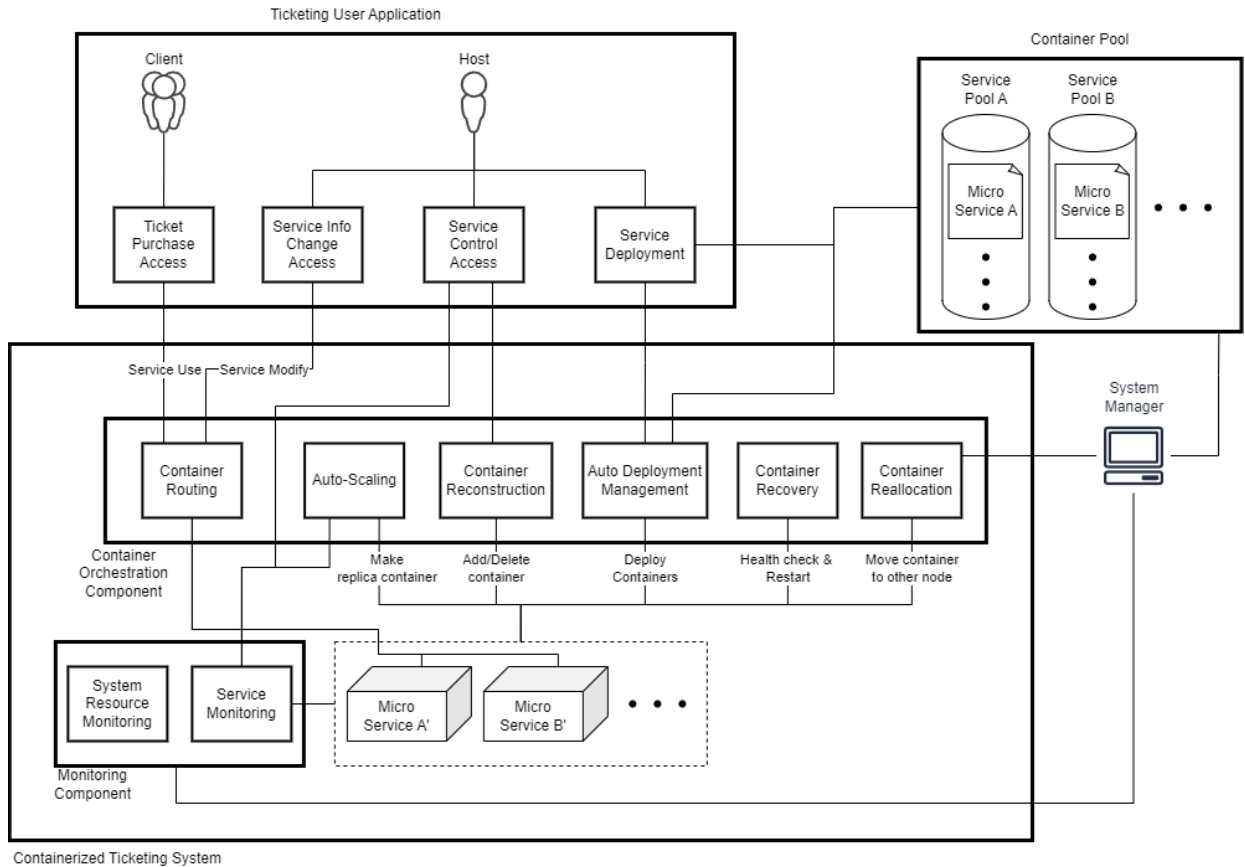 Ticketing User Application
Container Pool
Client
Host
Service
Pool A
Service
Pool B
Micro
Service A
Micro
Service B
Ticket
Purchase
Access
Service Info
Change
Access
Service
Control
Access
Service
Deployment
Service Use
Service Modify
System
Manager
Container
Routing
Auto-Scaling
Container
Reconstruction
Auto Deployment
Management
Container
Recovery
Container
Reallocation
Container
Orchestration
Component
Make
replica container
Add/Delete
container
Deploy
Containers
Health check &
Restart
Move container
to other node
System
Resource
Monitoring
Service
Monitoring
Micro
Service A'
Micro
Service B'
Monitoring
Component
Containerized Ticketing System